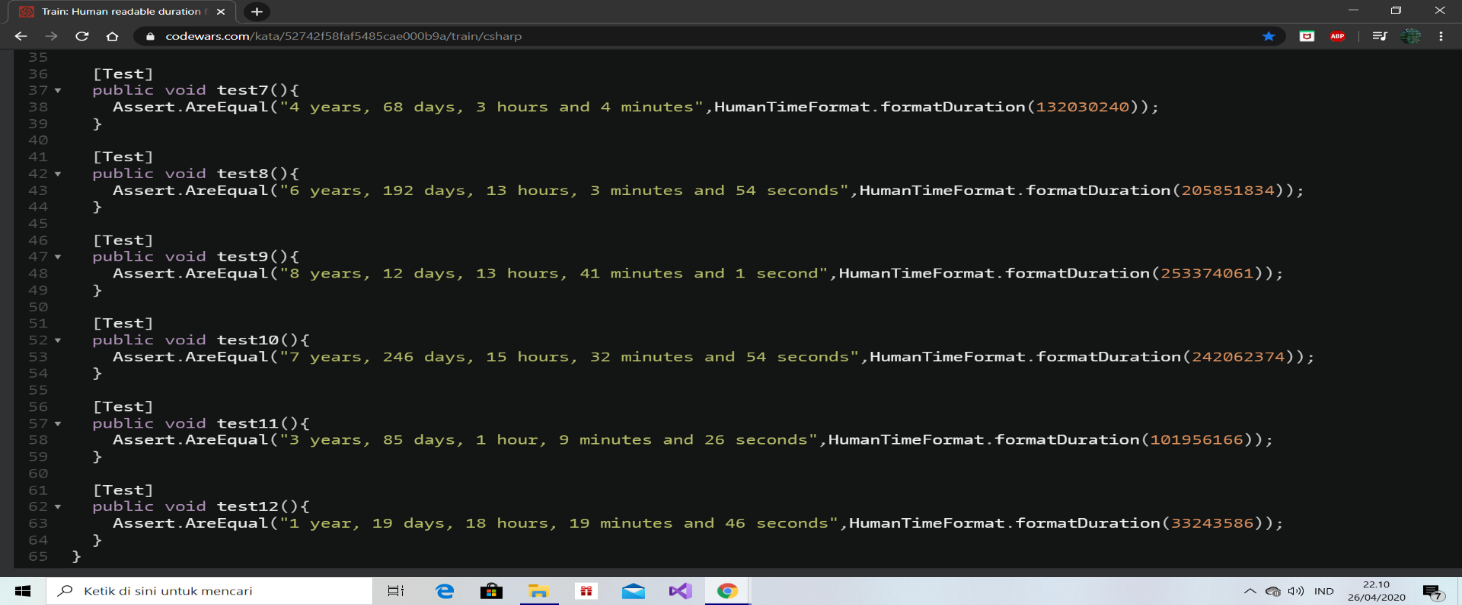 Train: Human readable duration f
codewars.com/kata/52742f58faf5485cae000b9a/train/csharp
ABP
35
36 [Test]
37 public void test7(){
38 Assert.AreEqual("4 years, 68 days, 3 hours and 4 minutes",HumanTimeFormat.formatDuration(132030240));
39 }
40
41 [Test]
42 public void test8(){
43 Assert.AreEqual("6 years, 192 days, 13 hours, 3 minutes and 54 seconds",HumanTimeFormat.formatDuration(205851834));
44 }
45
46 [Test]
47 public void test9(){
48 Assert.AreEqual("8 years, 12 days, 13 hours, 41 minutes and 1 second",HumanTimeFormat.formatDuration(253374061));
49 }
50
51 [Test]
52 public void test10(){
53 Assert.AreEqual("7 years, 246 days, 15 hours, 32 minutes and 54 seconds",HumanTimeFormat.formatDuration(242062374));
54 }
55
56 [Test]
57 public void test11(){
58 Assert.AreEqual("3 years, 85 days, 1 hour, 9 minutes and 26 seconds",HumanTimeFormat.formatDuration(101956166));
59 }
60
61 [Test]
62 public void test12(){
63 Assert.AreEqual("1 year, 19 days, 18 hours, 19 minutes and 46 seconds",HumanTimeFormat.formatDuration(33243586));
64 }
65 }
Ketik di sini untuk mencari
IND
22.10
26/04/2020
7